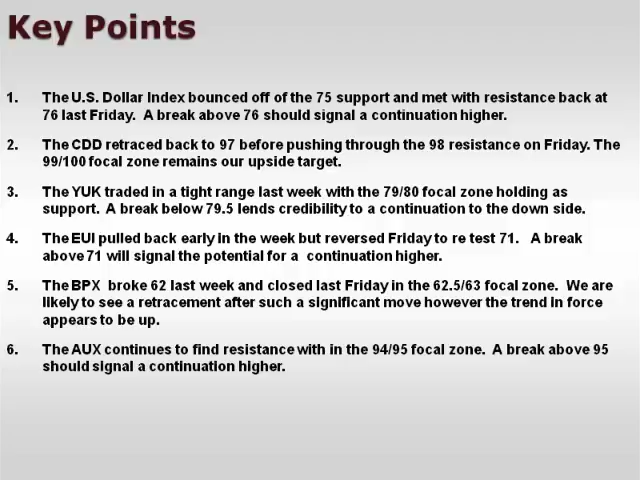 Key Points
1. The U.S. Dollar Index bounced off of the 75 support and met with resistance back at
76 last Friday.  A break above 76 should signal a continuation higher.
2. The CDD retraced back to 97 before pushing through the 98 resistance on Friday. The
99/100 focal zone remains our upside target.
3. The YUK traded in a tight range last week with the 79/80 focal zone holding as
support.  A break below 79.5 lends credibility to a continuation to the down side.
4. The EUI pulled back early in the week but reversed Friday to re test 71.   A break
above 71 will signal the potential for a  continuation higher.
5. The BPX  broke 62 last week and closed last Friday in the 62.5/63 focal zone.  We are
likely to see a retracement after such a significant move however the trend in force
appears to be up.
6. The AUX continues to find resistance with in the 94/95 focal zone.  A break above 95
should signal a continuation higher.